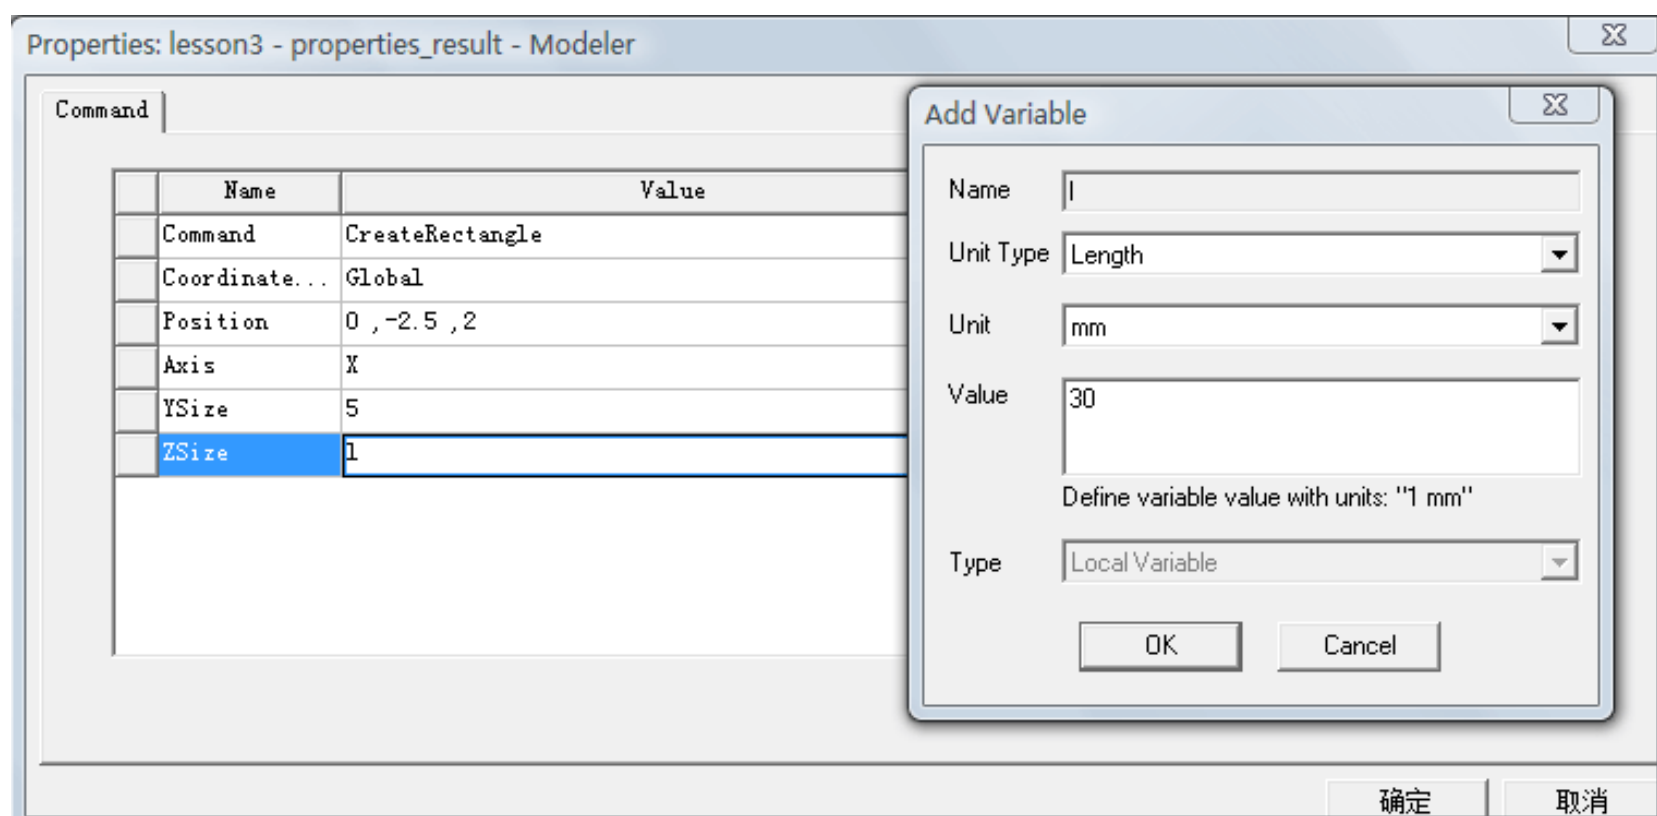 Properties: lesson3 - properties_result - Modeler
Command
Name Value
Command CreateRectangle
Coordinate... Global
Position 0 ,-2.5 ,2
Axis X
YSize 5
ZSize l
Add Variable
Name l
Unit Type Length
Unit mm
Value 30
Define variable value with units: "1 mm"
Type Local Variable
OK Cancel
确定 取消